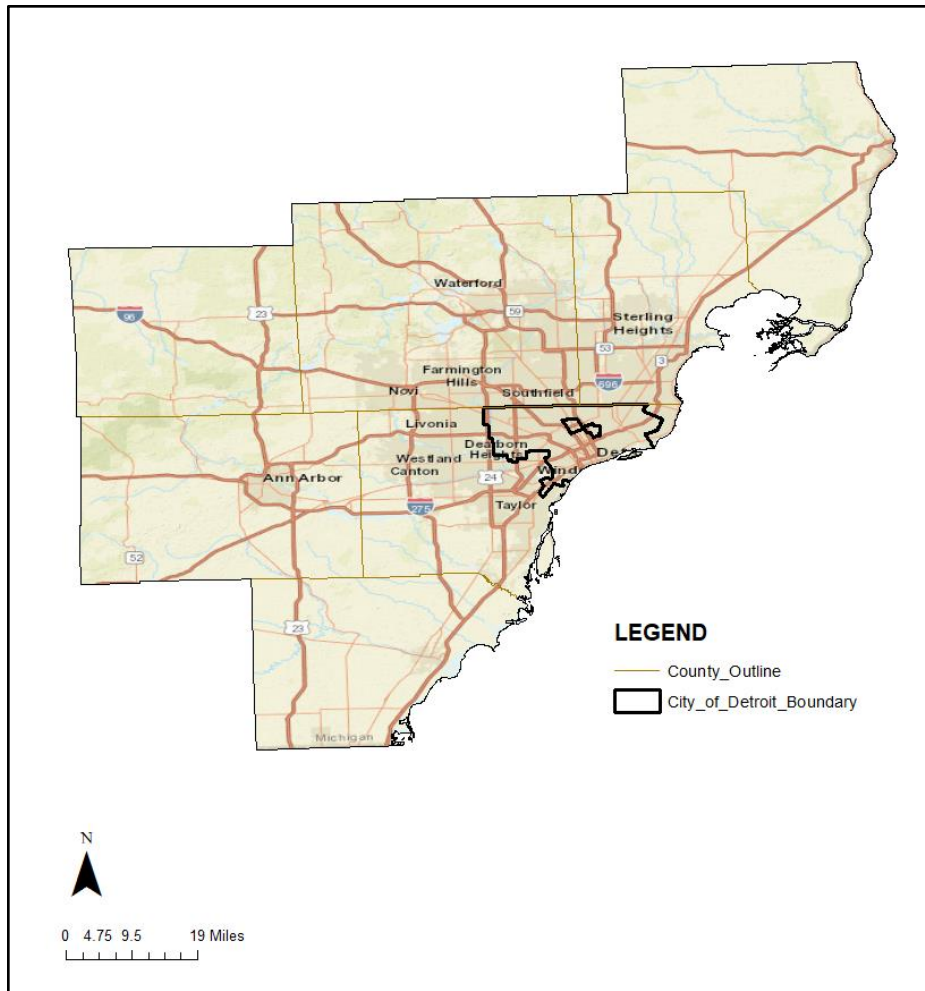 Waterford
59
23
96
Sterling
Heights
53
3
Farmington
Hills
696
Novi
Southfield
Livonia
Dearborn
Heights
Westland
Canton
24
Ann Arbor
275
Taylor
52
23
Michigan
LEGEND
County_Outline
City_of_Detroit_Boundary
N
0 4.75 9.5 19 Miles